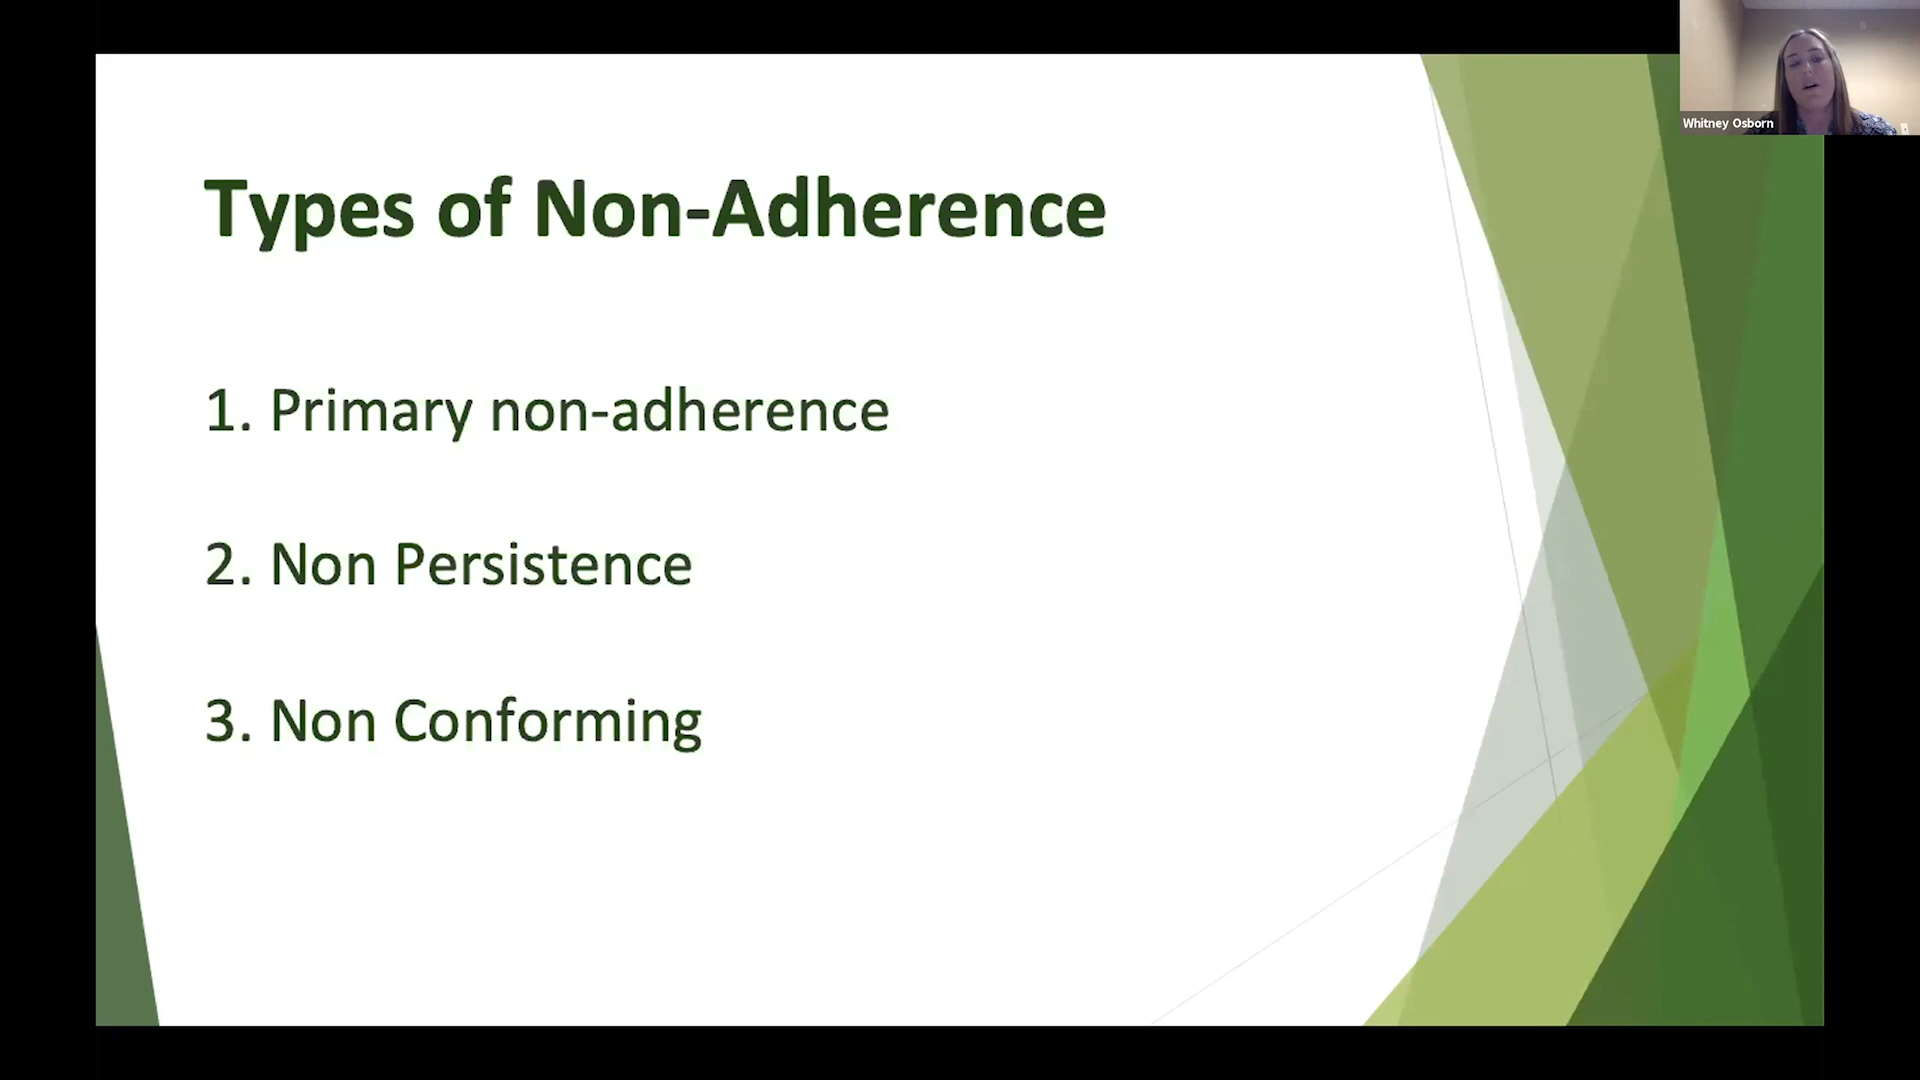 Whitney Osborn
Types of Non-Adherence
1. Primary non-adherence
2. Non Persistence
3. Non Conforming